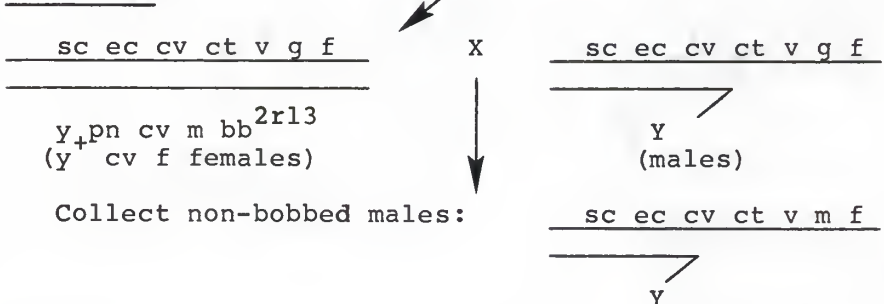 sc ec cv ct v g f X sc ec cv ct v g f
y pn cv m bb2rl3 Y
(y+ cv f females) (males)
Collect non-bobbed males: sc ec cv ct v m f
Y